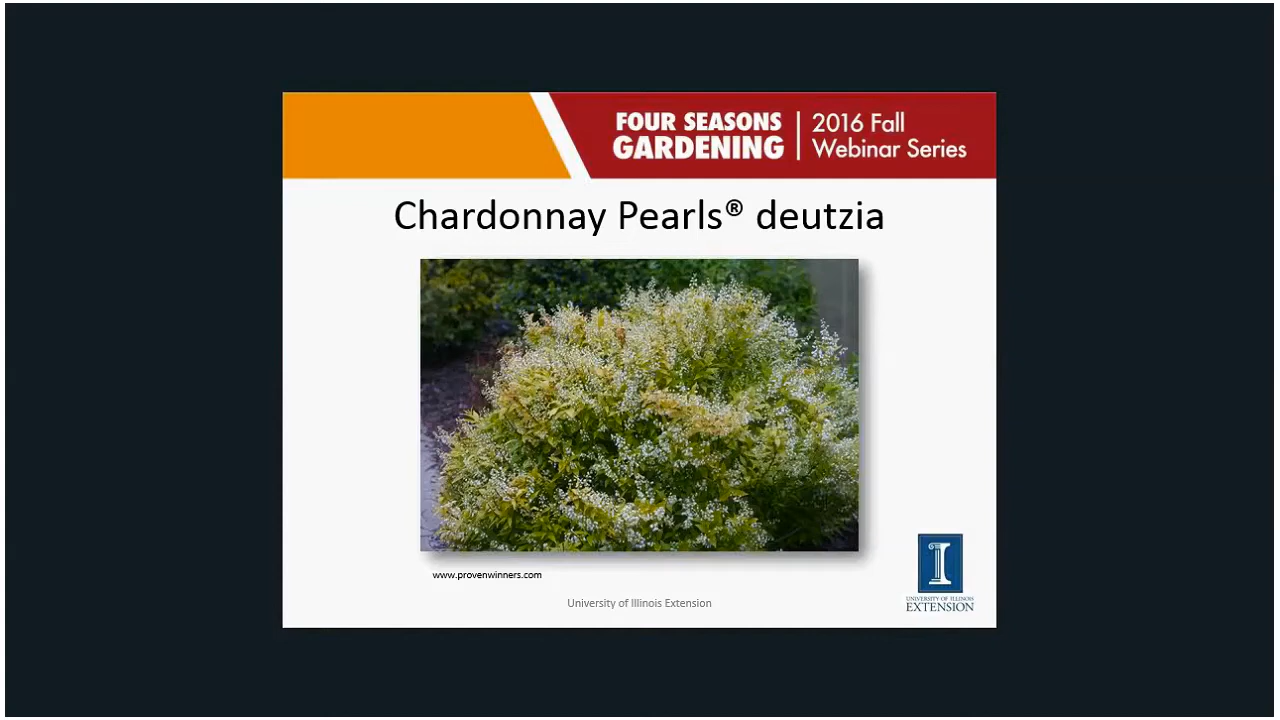 FOUR SEASONS
GARDENING
2016 Fall
Webinar Series
Chardonnay Pearls® deutzia
www.provenwinners.com
University of Illinois Extension
I
UNIVERSITY OF ILLINOIS
EXTENSION